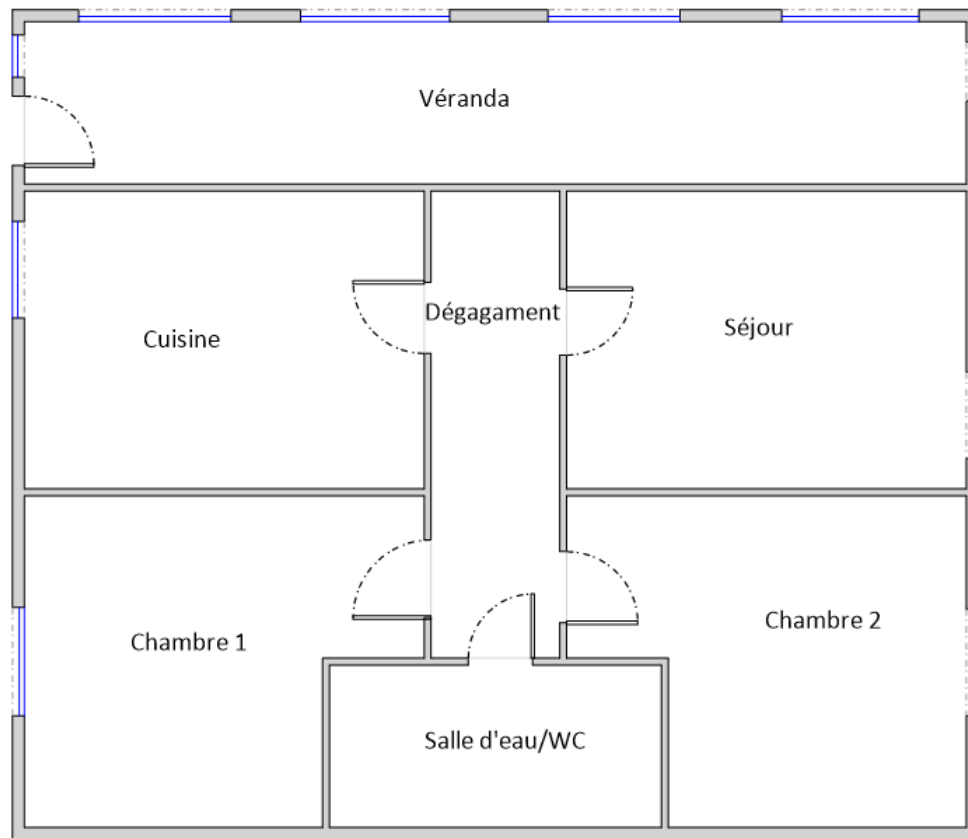 Véranda
Dégagament
Cuisine
Séjour
Chambre 1
Chambre 2
Salle d'eau/WC